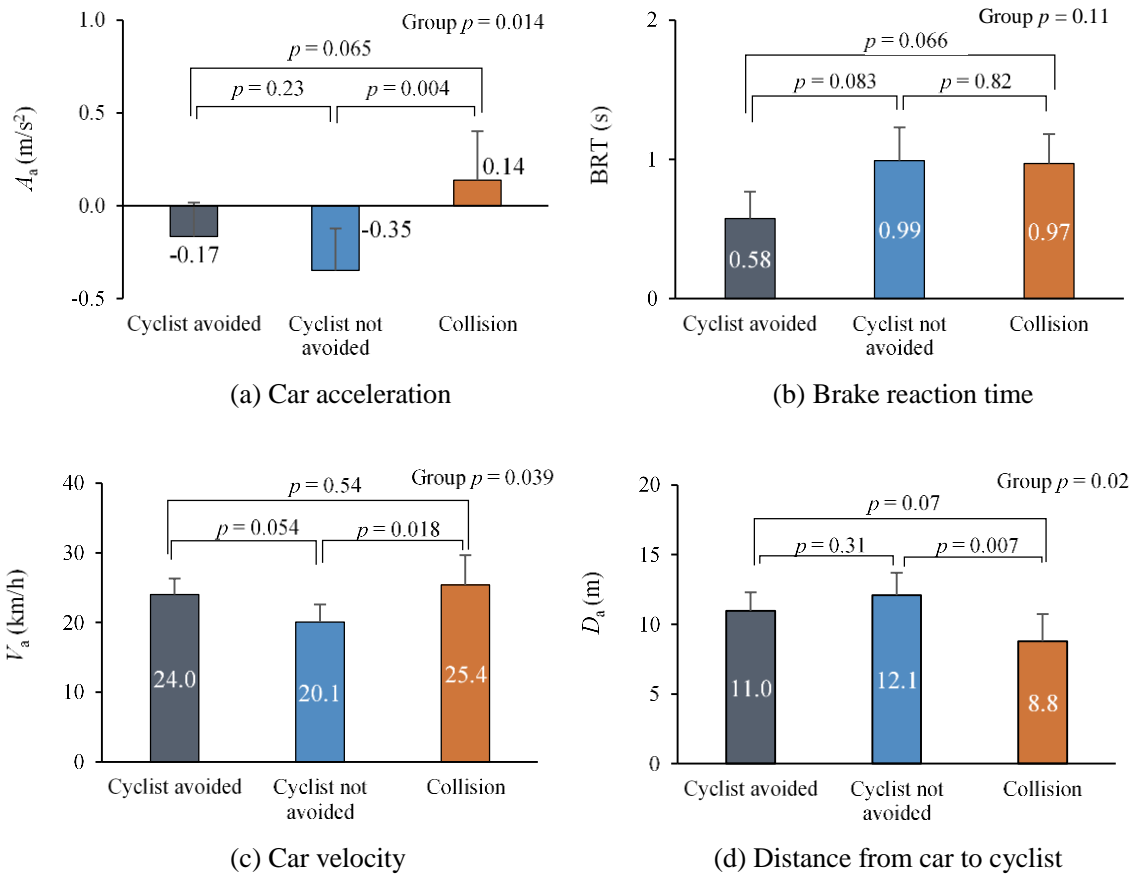 1.0
0.5
0.0
-0.5
Aₐ (m/s²)
Group p = 0.014
p = 0.065
p = 0.23
p = 0.004
-0.17
-0.35
0.14
Cyclist avoided
Cyclist not
avoided
Collision
(a) Car acceleration
2
1
0
BRT (s)
Group p = 0.11
p = 0.066
p = 0.083
p = 0.82
0.58
0.99
0.97
Cyclist avoided
Cyclist not
avoided
Collision
(b) Brake reaction time
40
30
20
10
0
Vₐ (km/h)
Group p = 0.039
p = 0.54
p = 0.054
p = 0.018
24.0
20.1
25.4
Cyclist avoided
Cyclist not
avoided
Collision
(c) Car velocity
20
15
10
5
0
Dₐ (m)
Group p = 0.02
p = 0.07
p = 0.31
p = 0.007
11.0
12.1
8.8
Cyclist avoided
Cyclist not
avoided
Collision
(d) Distance from car to cyclist